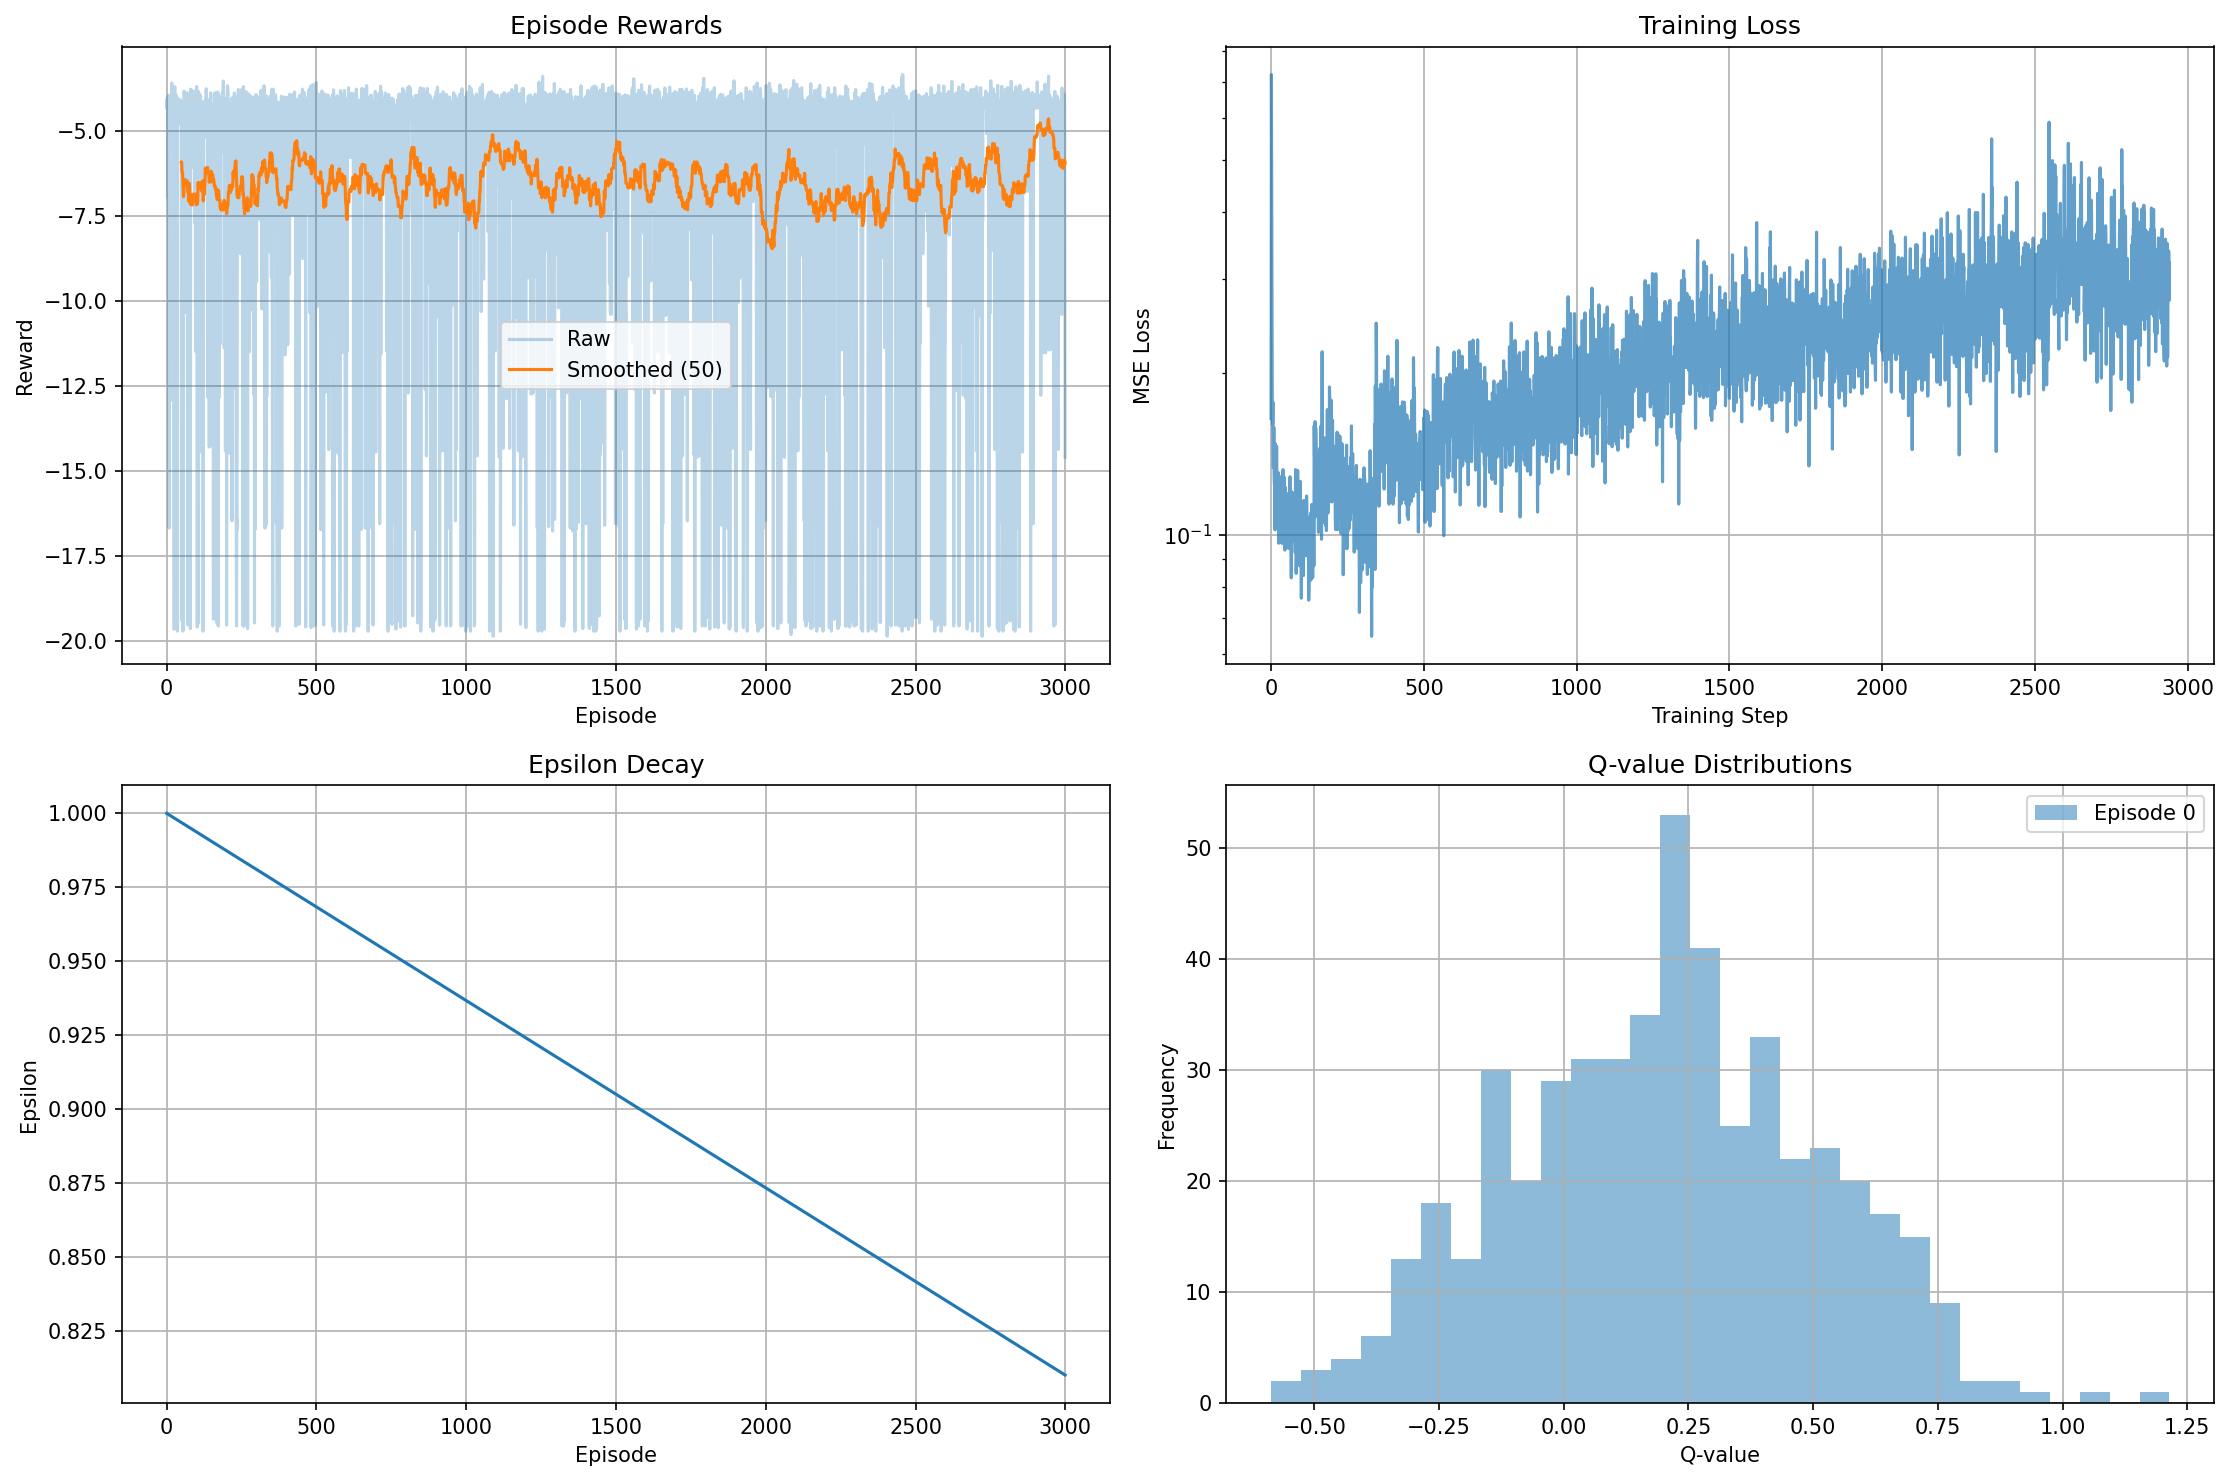 Episode Rewards
Reward
−5.0
−7.5
−10.0
−12.5
−15.0
−17.5
−20.0
Raw
Smoothed (50)
0 500 1000 1500 2000 2500 3000
Episode
Training Loss
MSE Loss
10⁻¹
0 500 1000 1500 2000 2500 3000
Training Step
Epsilon Decay
Epsilon
1.000
0.975
0.950
0.925
0.900
0.875
0.850
0.825
0 500 1000 1500 2000 2500 3000
Episode
Q-value Distributions
Frequency
Episode 0
50
40
30
20
10
0
−0.50 −0.25 0.00 0.25 0.50 0.75 1.00 1.25
Q-value